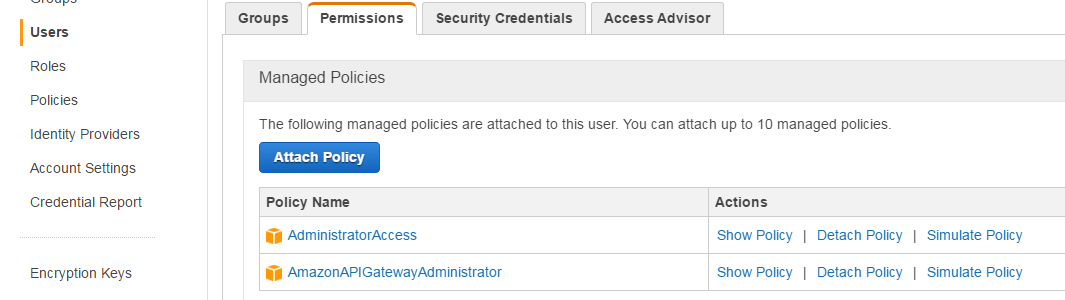 Groups
Users
Roles
Policies
Identity Providers
Account Settings
Credential Report
Encryption Keys
Groups Permissions Security Credentials Access Advisor
Managed Policies
The following managed policies are attached to this user. You can attach up to 10 managed policies.
Attach Policy
Policy Name Actions
AdministratorAccess Show Policy | Detach Policy | Simulate Policy
AmazonAPIGatewayAdministrator Show Policy | Detach Policy | Simulate Policy